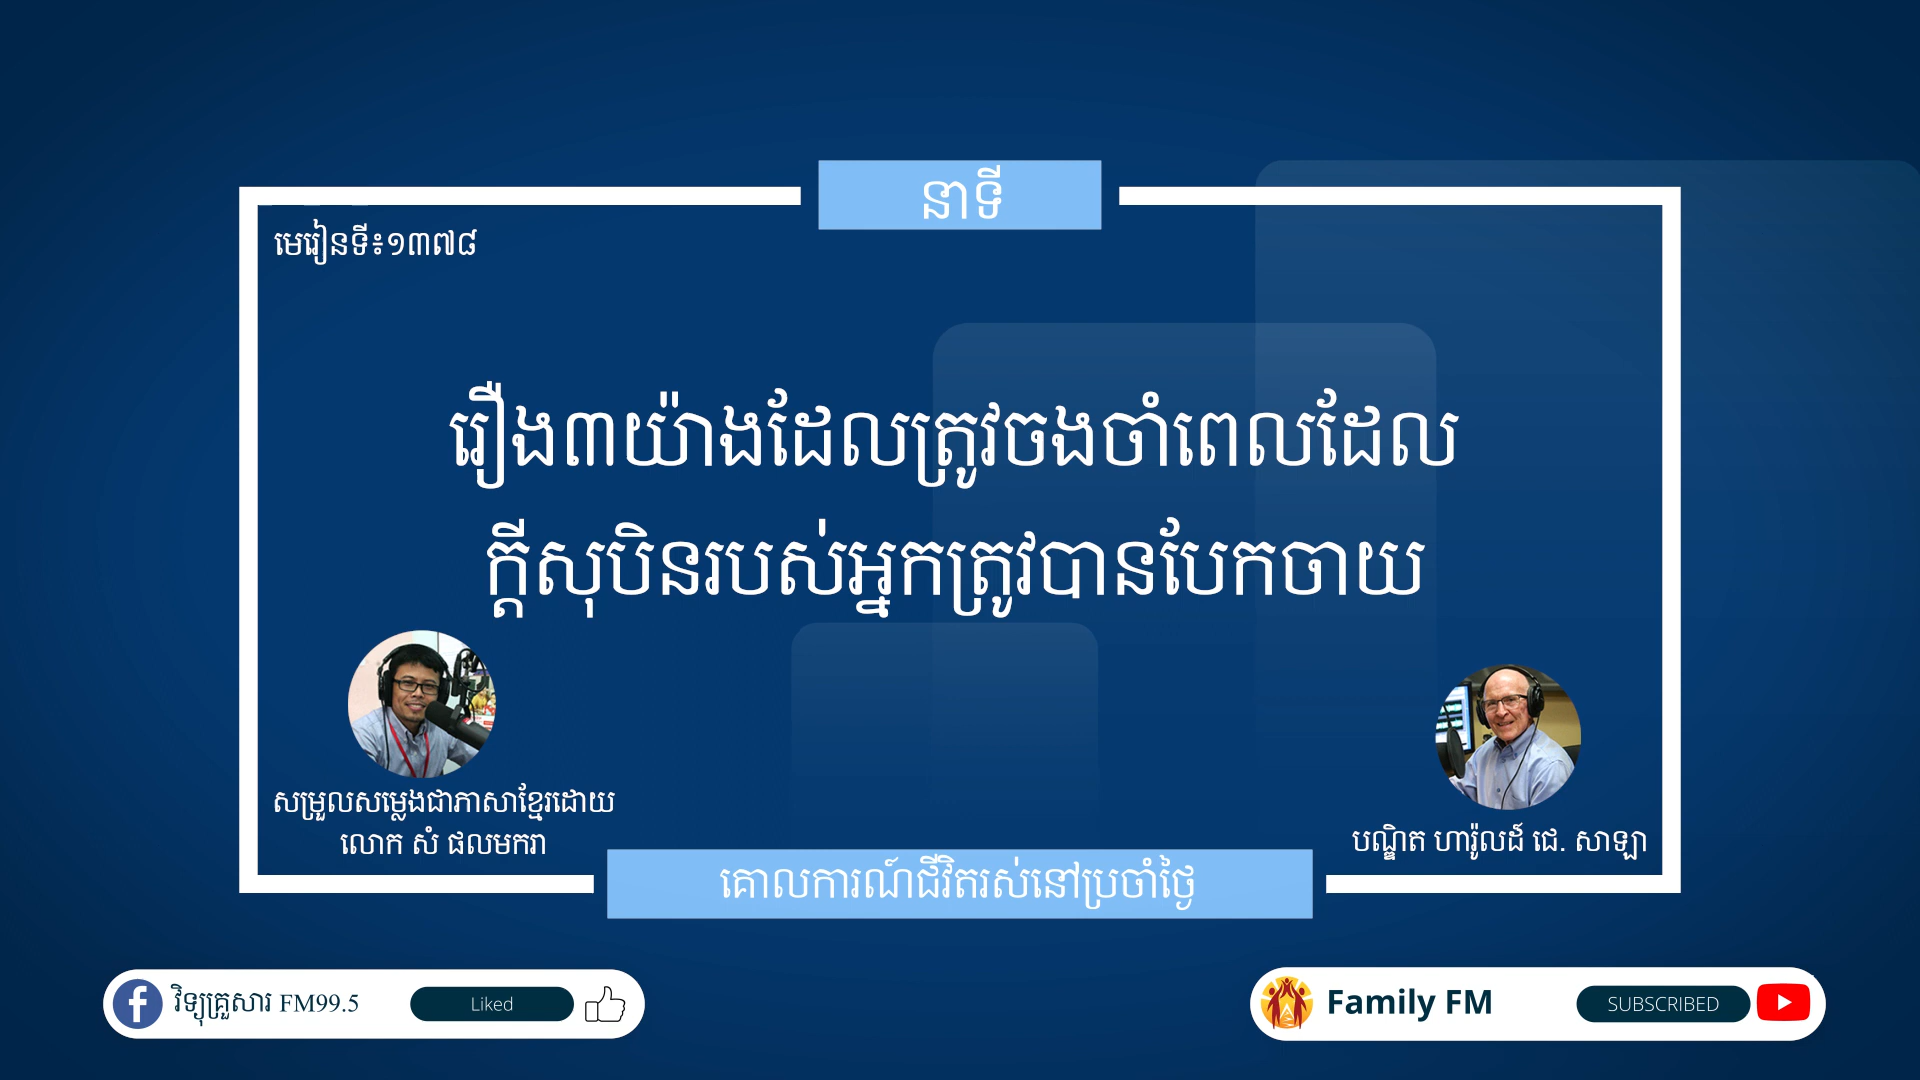 នាទី
មេរៀនទី៖១៣៧៨
រឿង៣យ៉ាងដែលត្រូវចងចាំពេលដែល
ក្ដីសុបិនរបស់អ្នកត្រូវបានបែកចាយ
សម្រួលសម្លេងជាភាសាខ្មែរដោយ
លោក សំ ផលមករា
បណ្ឌិត ហារ៉ូលដ៍ ជេ. សាឡា
គោលការណ៍ជីវិតរស់នៅប្រចាំថ្ងៃ
វិទ្យុគ្រួសារ FM99.5
Liked
Family FM
SUBSCRIBED